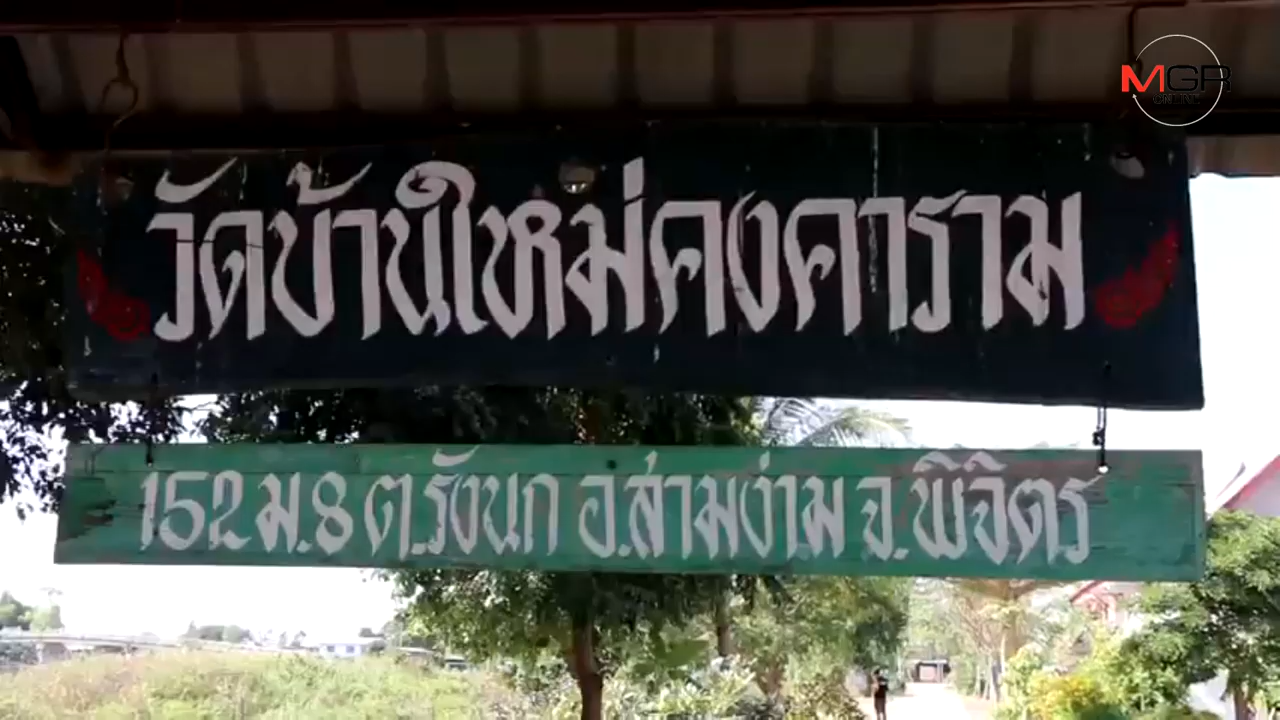 MGR
ONLINE
วัดบ้านใหม่คงคาราม
152 ม.8 ต.รังนก อ.ส่ามง่าม จ.พิจิตร